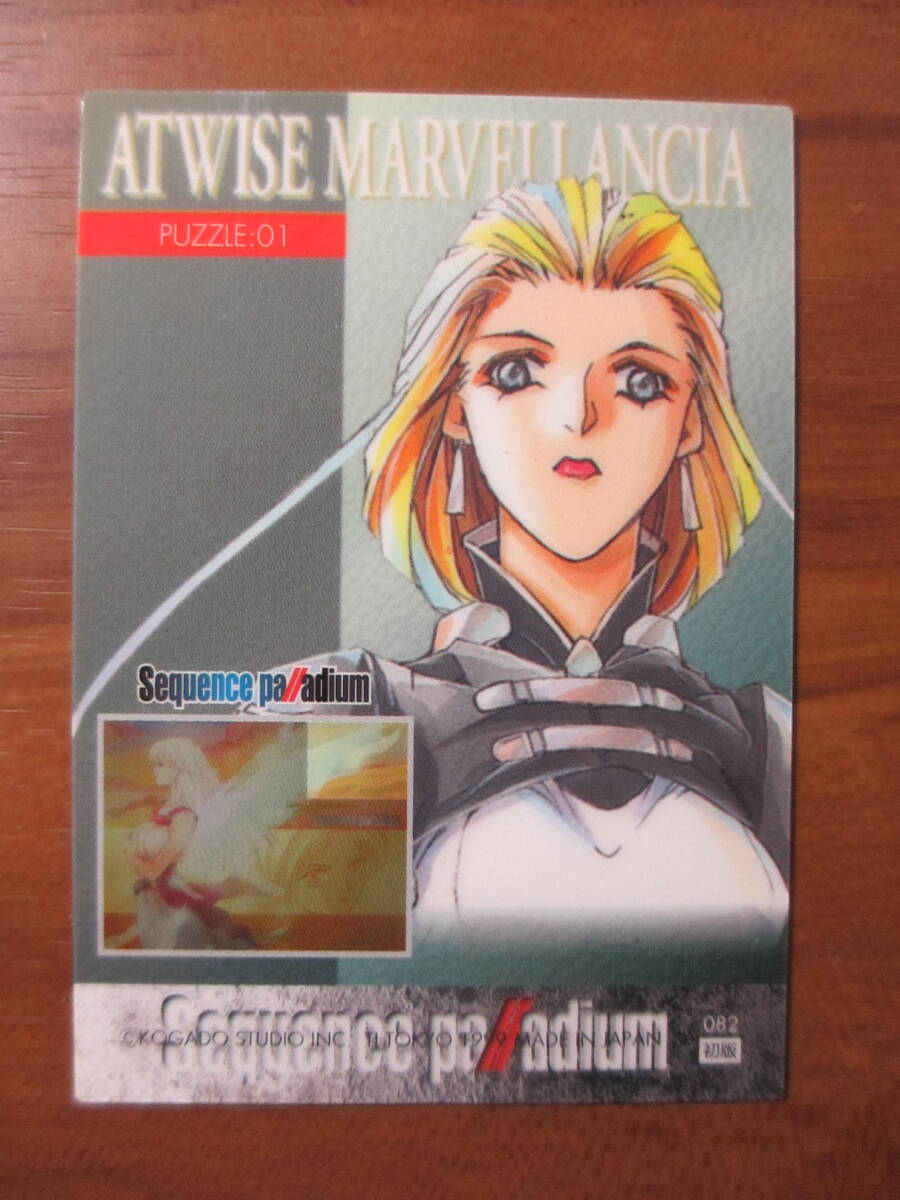 ATWISE MARVELLANCIA
PUZZLE:01
Sequence palladium
Sequence palladium
©KOGADO STUDIO INC. TI TOKYO 1999 MADE IN JAPAN
082
初版